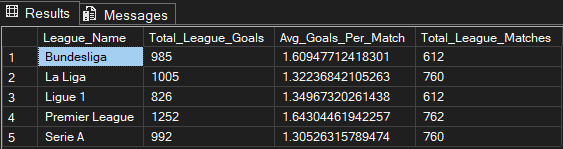 Results Messages
League_Name Total_League_Goals Avg_Goals_Per_Match Total_League_Matches
1 Bundesliga 985 1.60947712418301 612
2 La Liga 1005 1.32236842105263 760
3 Ligue 1 826 1.34967320261438 612
4 Premier League 1252 1.64304461942257 762
5 Serie A 992 1.30526315789474 760